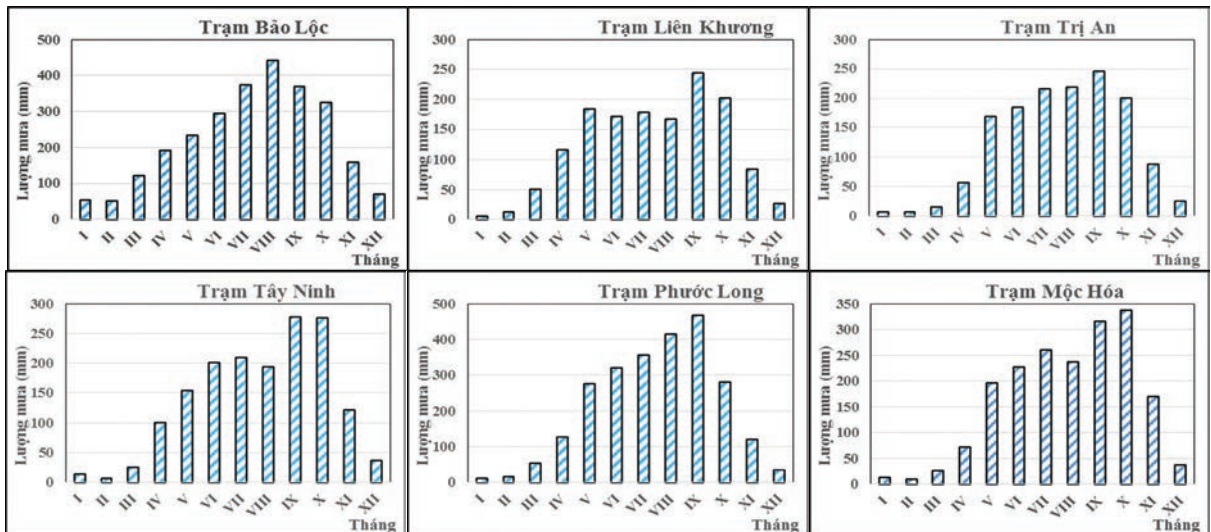 Trạm Bảo Lộc
Lượng mưa (mm)
500
400
300
200
100
0
I II III IV V VI VII VIII IX X XI XII
Tháng
Trạm Liên Khương
Lượng mưa (mm)
300
250
200
150
100
50
0
I II III IV V VI VII VIII IX X XI XII
Tháng
Trạm Trị An
Lượng mưa (mm)
300
250
200
150
100
50
0
I II III IV V VI VII VIII IX X XI XII
Tháng
Trạm Tây Ninh
Lượng mưa (mm)
300
250
200
150
100
50
0
I II III IV V VI VII VIII IX X XI XII
Tháng
Trạm Phước Long
Lượng mưa (mm)
500
400
300
200
100
0
I II III IV V VI VII VIII IX X XI XII
Tháng
Trạm Mộc Hóa
Lượng mưa (mm)
350
300
250
200
150
100
50
0
I II III IV V VI VII VIII IX X XI XII
Tháng